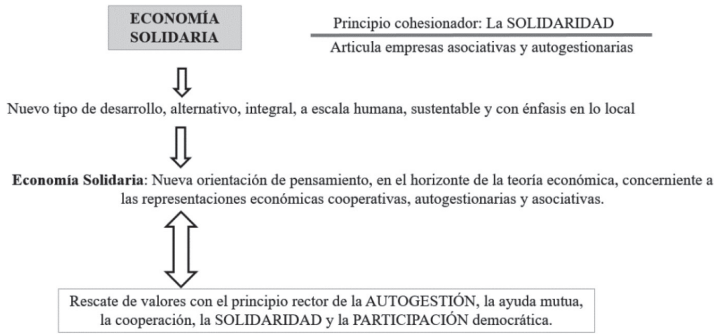 ECONOMÍA
SOLIDARIA
Principio cohesionador: La SOLIDARIDAD
Articula empresas asociativas y autogestionarias
Nuevo tipo de desarrollo, alternativo, integral, a escala humana, sustentable y con énfasis en lo local
Economía Solidaria: Nueva orientación de pensamiento, en el horizonte de la teoría económica, concerniente a
las representaciones económicas cooperativas, autogestionarias y asociativas.
Rescate de valores con el principio rector de la AUTOGESTIÓN, la ayuda mutua,
la cooperación, la SOLIDARIDAD y la PARTICIPACIÓN democrática.